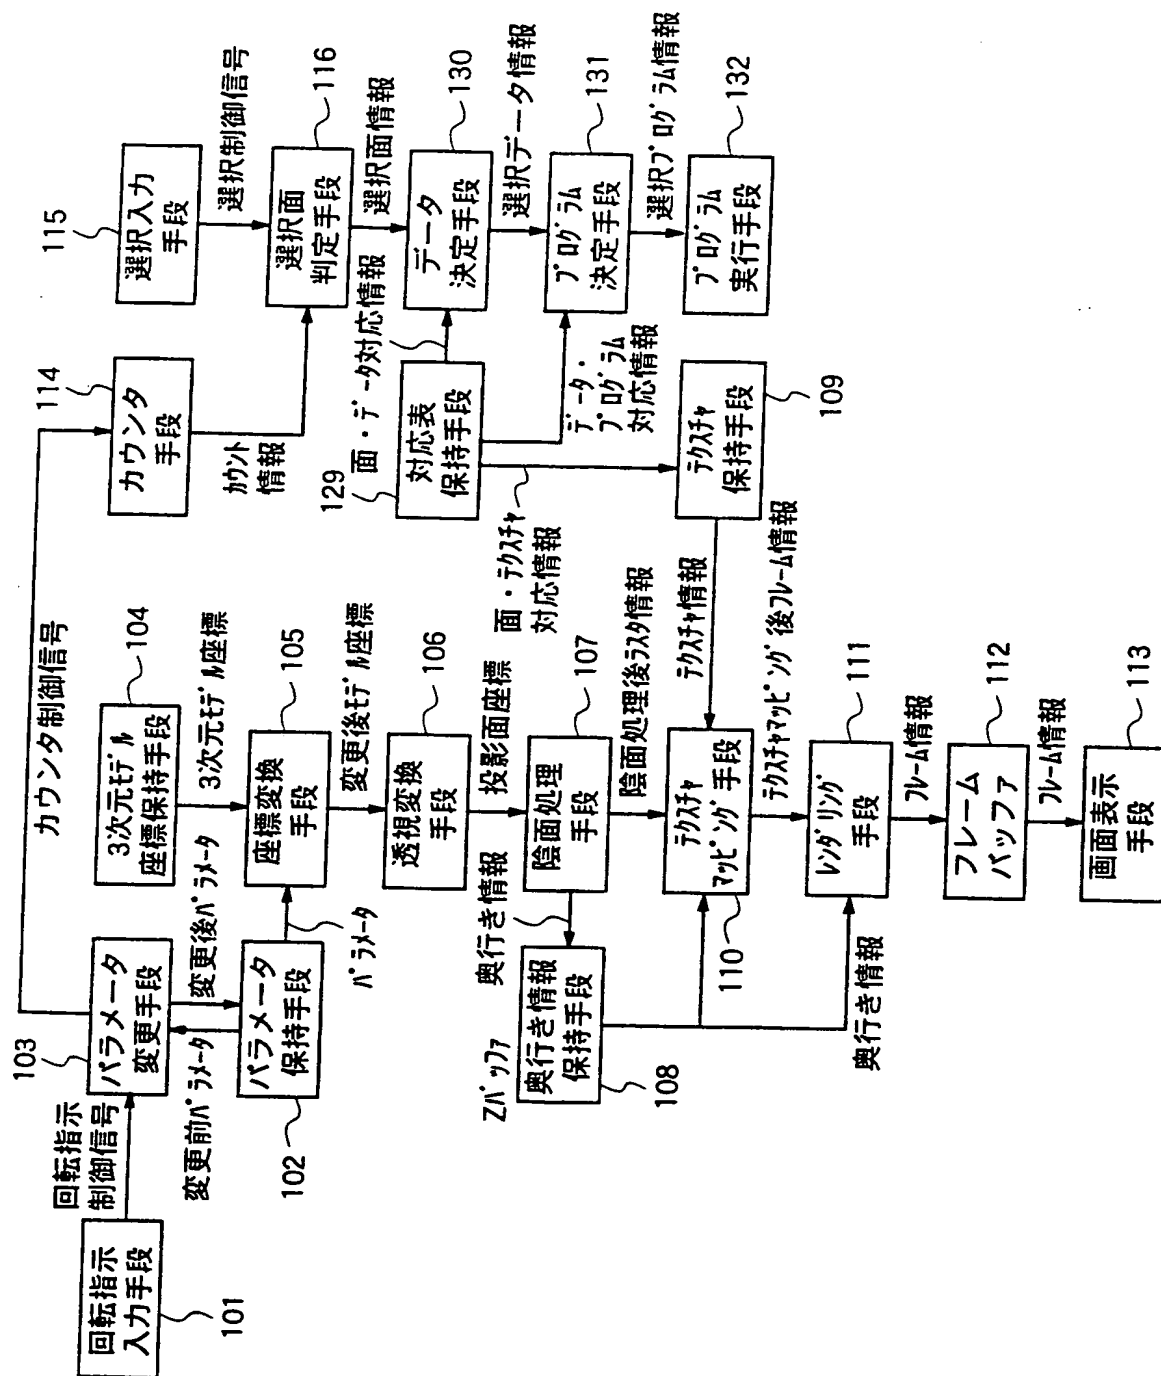 回転指示
入力手段
101
回転指示
制御信号
103
パラメータ
変更手段
変更前パラメータ
変更後パラメータ
パラメータ
保持手段
102
パラメータ
カウンタ制御信号
3次元モデル
座標保持手段
104
3次元モデル座標
座標変換
手段
105
変更後モデル座標
透視変換
手段
106
投影面座標
陰面処理
手段
107
奥行き情報
Zバッファ
奥行き情報
保持手段
108
陰面処理後ラスタ情報
テクスチャ
マッピング手段
110
テクスチャ情報
テクスチャマッピング後フレーム情報
レンダリング
手段
111
奥行き情報
フレーム情報
フレーム
バッファ
112
フレーム情報
画面表示
手段
113
114
カウンタ
手段
カウント
情報
115
選択入力
手段
選択制御信号
選択面
判定手段
116
選択面情報
面・データ対応情報
129
対応表
保持手段
データ
決定手段
130
選択データ情報
データ・
プログラム
対応情報
プログラム
決定手段
131
選択プログラム情報
プログラム
実行手段
132
面・テクスチャ
対応情報
テクスチャ
保持手段
109